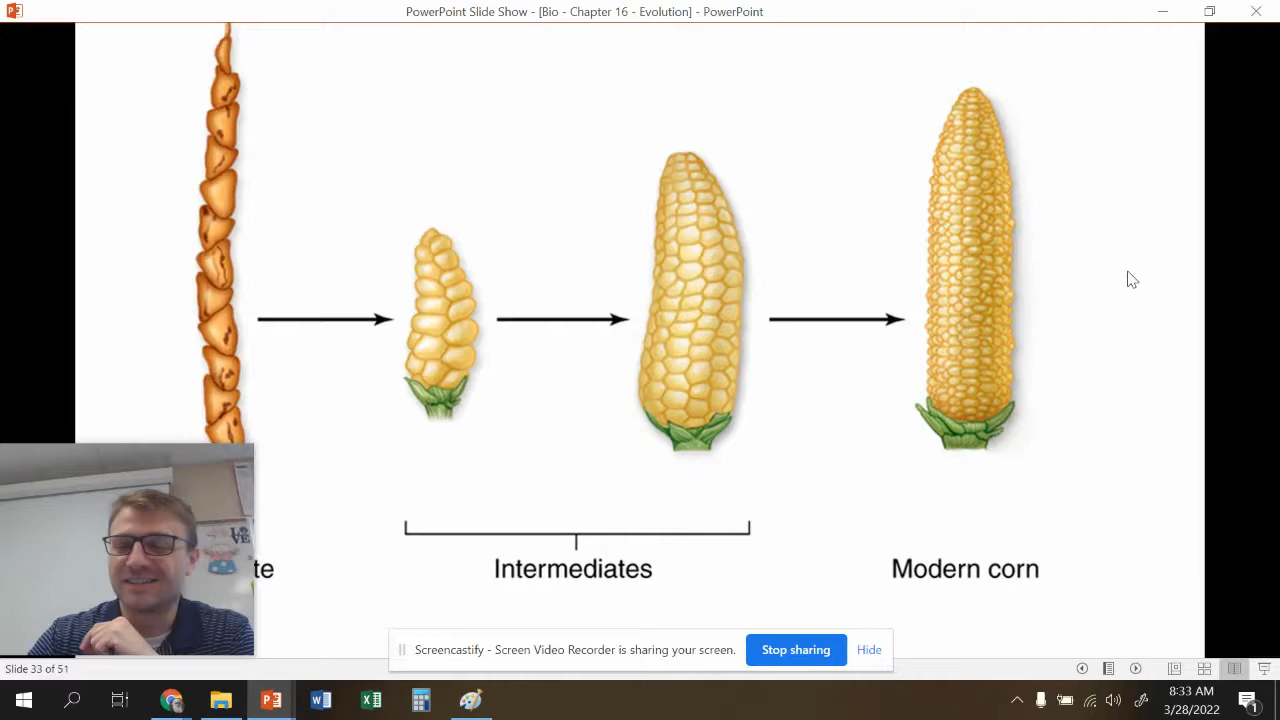 PowerPoint Slide Show - [Bio - Chapter 16 - Evolution] - PowerPoint
te
Intermediates
Modern corn
Screencastify - Screen Video Recorder is sharing your screen.
Stop sharing
Hide
Slide 33 of 51
8:33 AM
3/28/2022
1